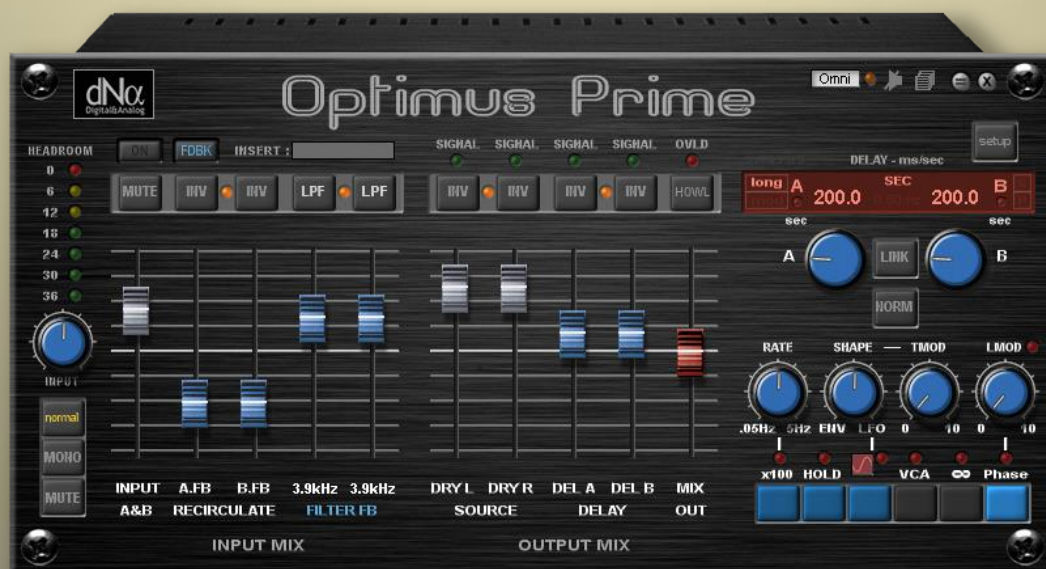 dNα
Digital&Analog
Optimus Prime
Omni
setup
HEADROOM
ON FDBK INSERT :
SIGNAL SIGNAL SIGNAL SIGNAL OVLD
DELAY - ms/sec
0
6
12
18
24
30
36
MUTE INV INV LPF LPF
INV INV INV INV HOWL
long A SEC B
200.0 200.0
sec sec
A LINK B
NORM
INPUT
RATE SHAPE — TMOD LMOD
.05Hz 5Hz ENV LFO 0 10 0 10
normal
MONO
MUTE
x100 HOLD VCA ∞ Phase
INPUT A.FB B.FB 3.9kHz 3.9kHz
A&B RECIRCULATE FILTER FB
DRY L DRY R DEL A DEL B MIX
SOURCE DELAY OUT
INPUT MIX OUTPUT MIX